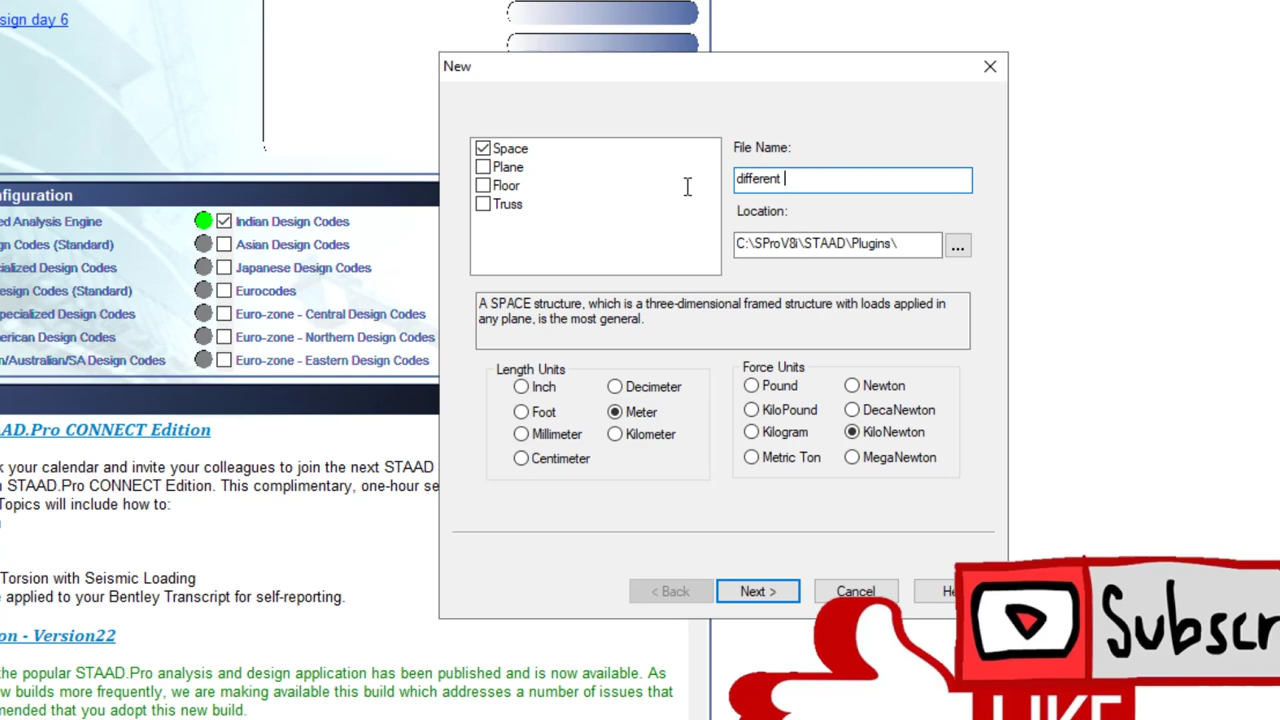 sign day 6
New
Space
Plane
Floor
Truss
File Name:
different
Location:
C:\SProV8i\STAAD\Plugins\
...
A SPACE structure, which is a three-dimensional framed structure with loads applied in
any plane, is the most general.
Length Units
Inch
Decimeter
Foot
Meter
Millimeter
Kilometer
Centimeter
Force Units
Pound
Newton
KiloPound
DecaNewton
Kilogram
KiloNewton
Metric Ton
MegaNewton
< Back
Next >
Cancel
He
nfiguration
ed Analysis Engine
Indian Design Codes
gn Codes (Standard)
Asian Design Codes
ialized Design Codes
Japanese Design Codes
esign Codes (Standard)
Eurocodes
pecialized Design Codes
Euro-zone - Central Design Codes
erican Design Codes
Euro-zone - Northern Design Codes
n/Australian/SA Design Codes
Euro-zone - Eastern Design Codes
AAD.Pro CONNECT Edition
k your calendar and invite your colleagues to join the next STAAD
n STAAD.Pro CONNECT Edition. This complimentary, one-hour se
Topics will include how to:
Torsion with Seismic Loading
e applied to your Bentley Transcript for self-reporting.
on - Version22
the popular STAAD.Pro analysis and design application has been published and is now available. As
w builds more frequently, we are making available this build which addresses a number of issues that
mended that you adopt this new build.
Subscr
LIKE